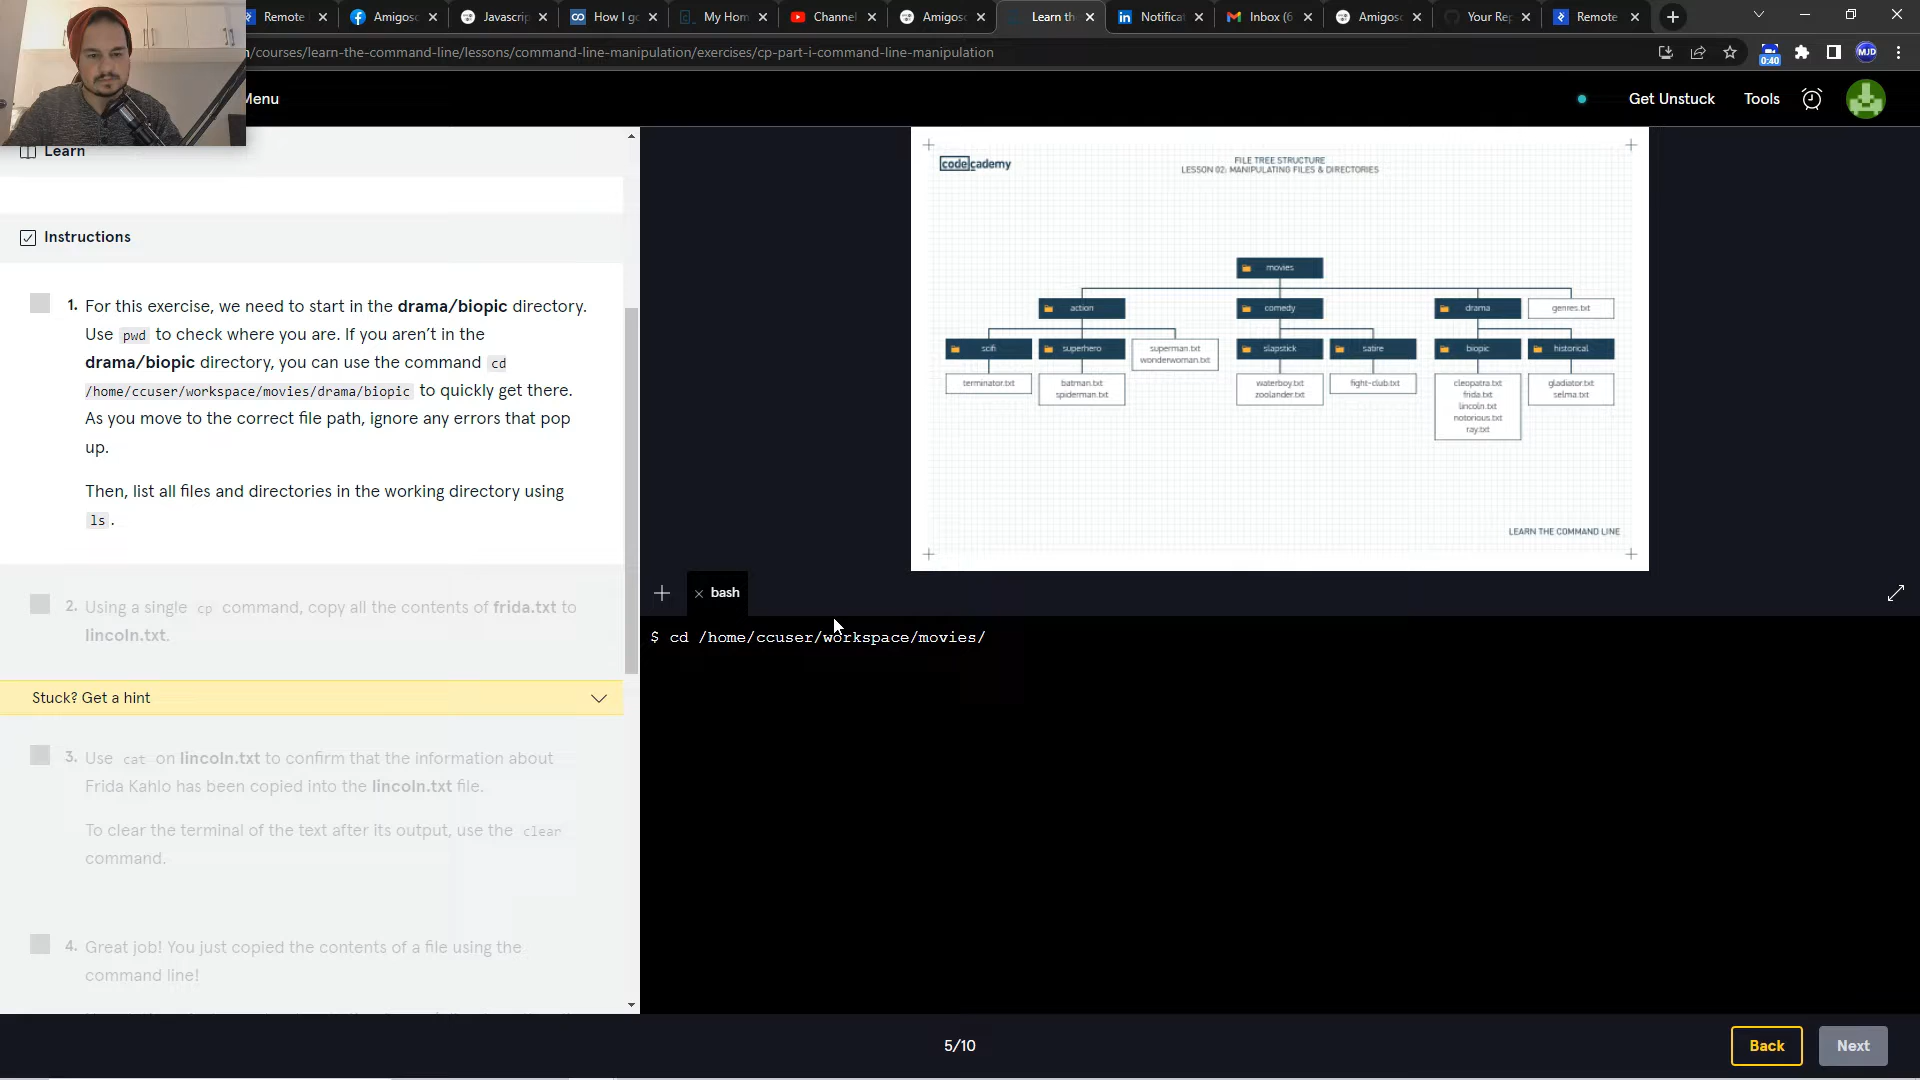 Remote
Amigosc
Javascrip
How I go
My Hom
Channel
Amigosc
Learn th
Notificat
Inbox (6
Amigosc
Your Rep
Remote
/courses/learn-the-command-line/lessons/command-line-manipulation/exercises/cp-part-i-command-line-manipulation
0:40
MJD
Menu
Get Unstuck
Tools
Learn
Instructions
1. For this exercise, we need to start in the drama/biopic directory.
Use pwd to check where you are. If you aren’t in the
drama/biopic directory, you can use the command cd
/home/ccuser/workspace/movies/drama/biopic to quickly get there.
As you move to the correct file path, ignore any errors that pop
up.
Then, list all files and directories in the working directory using
ls.
2. Using a single cp command, copy all the contents of frida.txt to
lincoln.txt.
Stuck? Get a hint
3. Use cat on lincoln.txt to confirm that the information about
Frida Kahlo has been copied into the lincoln.txt file.
To clear the terminal of the text after its output, use the clear
command.
4. Great job! You just copied the contents of a file using the
command line!
codecademy
FILE TREE STRUCTURE
LESSON 02: MANIPULATING FILES & DIRECTORIES
movies
action
comedy
drama
genres.txt
scifi
superhero
superman.txt
wonderwoman.txt
slapstick
satire
biopic
historical
terminator.txt
batman.txt
spiderman.txt
waterboy.txt
zoolander.txt
fight-club.txt
cleopatra.txt
frida.txt
lincoln.txt
notorious.txt
ray.txt
gladiator.txt
selma.txt
LEARN THE COMMAND LINE
bash
$ cd /home/ccuser/workspace/movies/
5/10
Back
Next